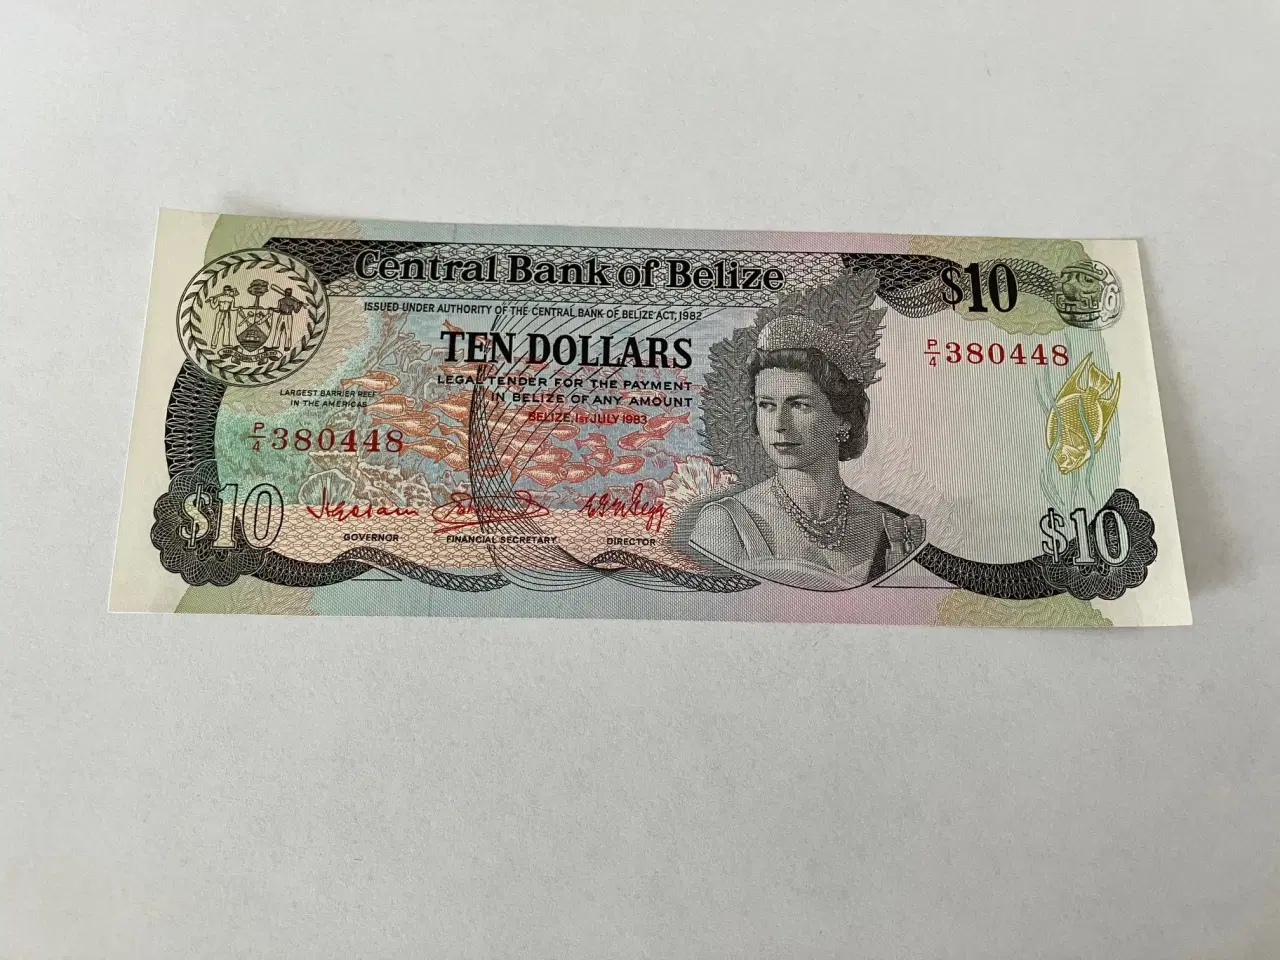 Central Bank of Belize
$10
ISSUED UNDER AUTHORITY OF THE CENTRAL BANK OF BELIZE ACT, 1982
TEN DOLLARS
P/4 380448
LEGAL TENDER FOR THE PAYMENT
IN BELIZE OF ANY AMOUNT
LARGEST BARRIER REEF
IN THE AMERICAS
BELIZE, 1ST JULY 1983
P/4 380448
$10
$10
GOVERNOR
FINANCIAL SECRETARY
DIRECTOR